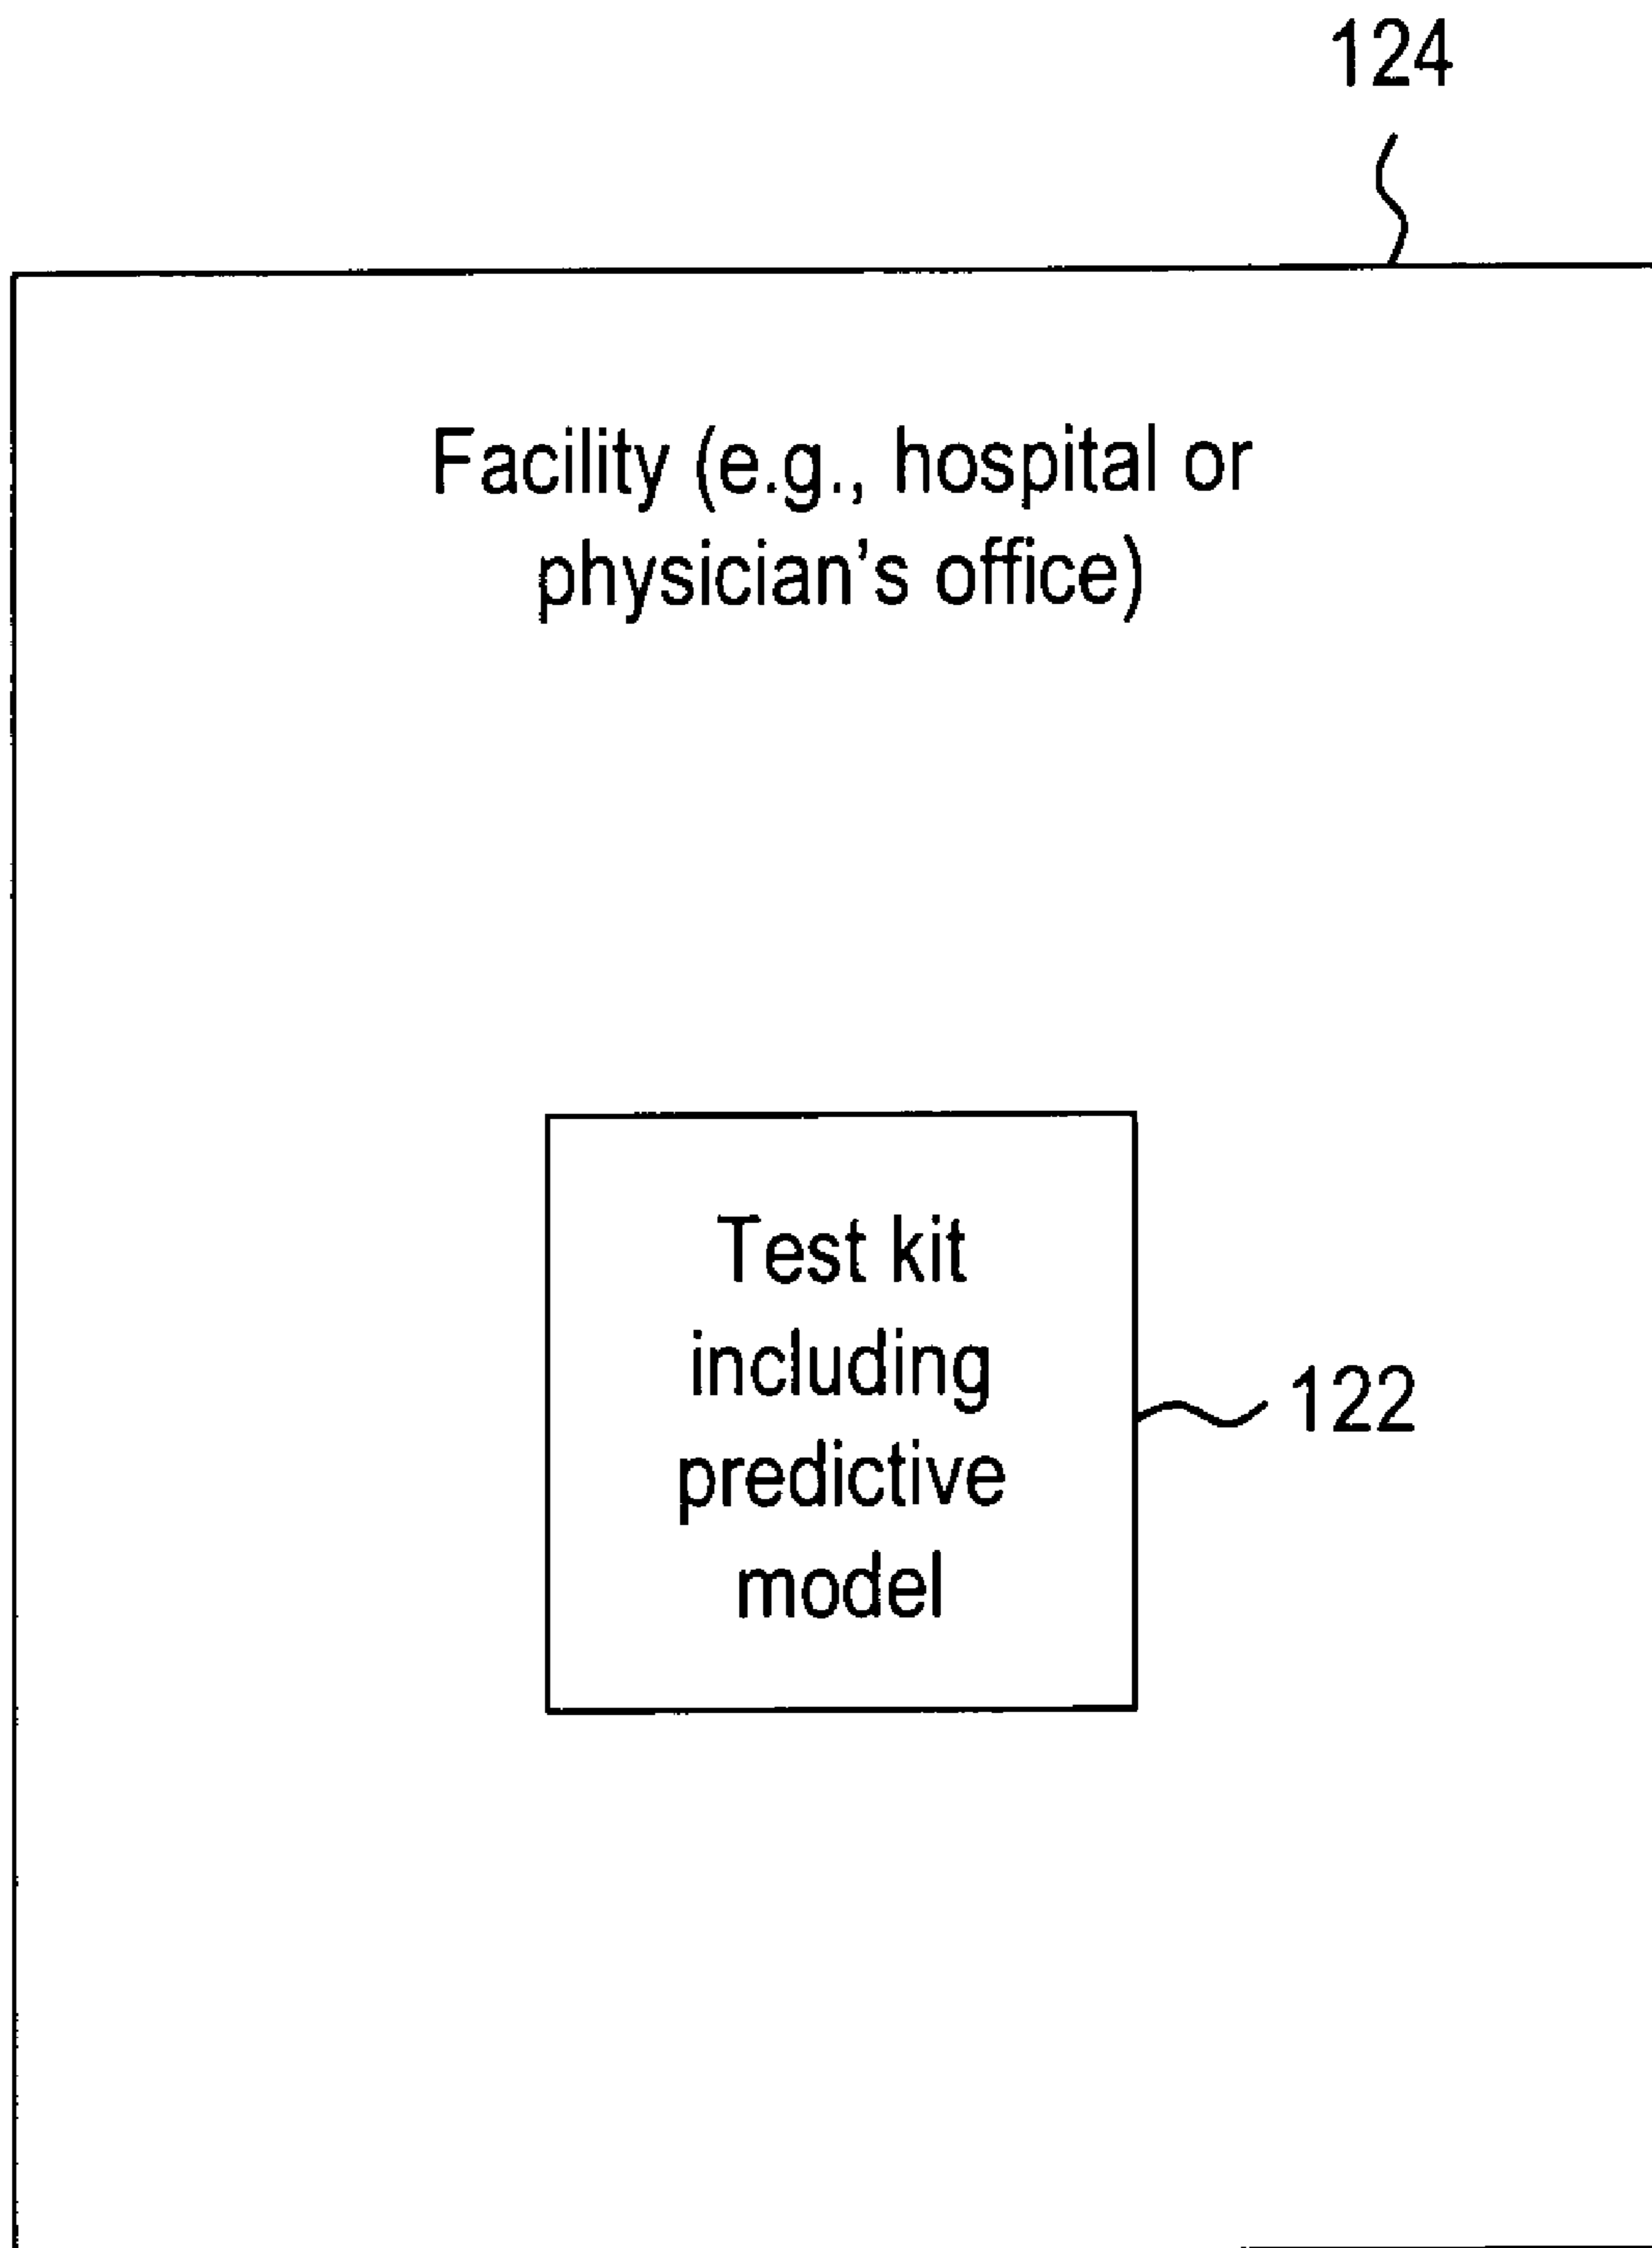 124
Facility (e.g., hospital or
physician's office)
Test kit
including
predictive
model
122